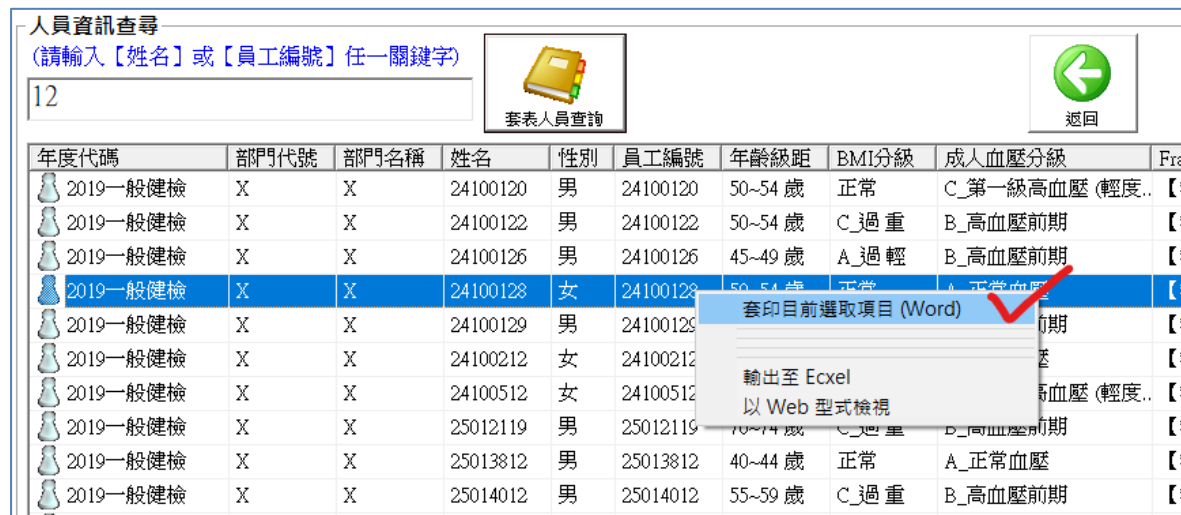 人員資訊查尋
(請輸入【姓名】或【員工編號】任一關鍵字)
12
套表人員查詢
返回
年度代碼 部門代號 部門名稱 姓名 性別 員工編號 年齡級距 BMI分級 成人血壓分級 Fra
2019一般健檢 X X 24100120 男 24100120 50~54 歲 正常 C_第一級高血壓 (輕度..
2019一般健檢 X X 24100122 男 24100122 50~54 歲 C_過 重 B_高血壓前期
2019一般健檢 X X 24100126 男 24100126 45~49 歲 A_過 輕 B_高血壓前期
2019一般健檢 X X 24100128 女 24100128
套印目前選取項目 (Word)
2019一般健檢 X X 24100129 男 24100129 前期
2019一般健檢 X X 24100212 女 24100212
輸出至 Ecxel
2019一般健檢 X X 24100512 女 24100512 高血壓 (輕度..
以 Web 型式檢視
2019一般健檢 X X 25012119 男 25012119 70~74 歲 C_過 重 B_高血壓前期
2019一般健檢 X X 25013812 男 25013812 40~44 歲 正常 A_正常血壓
2019一般健檢 X X 25014012 男 25014012 55~59 歲 C_過 重 B_高血壓前期